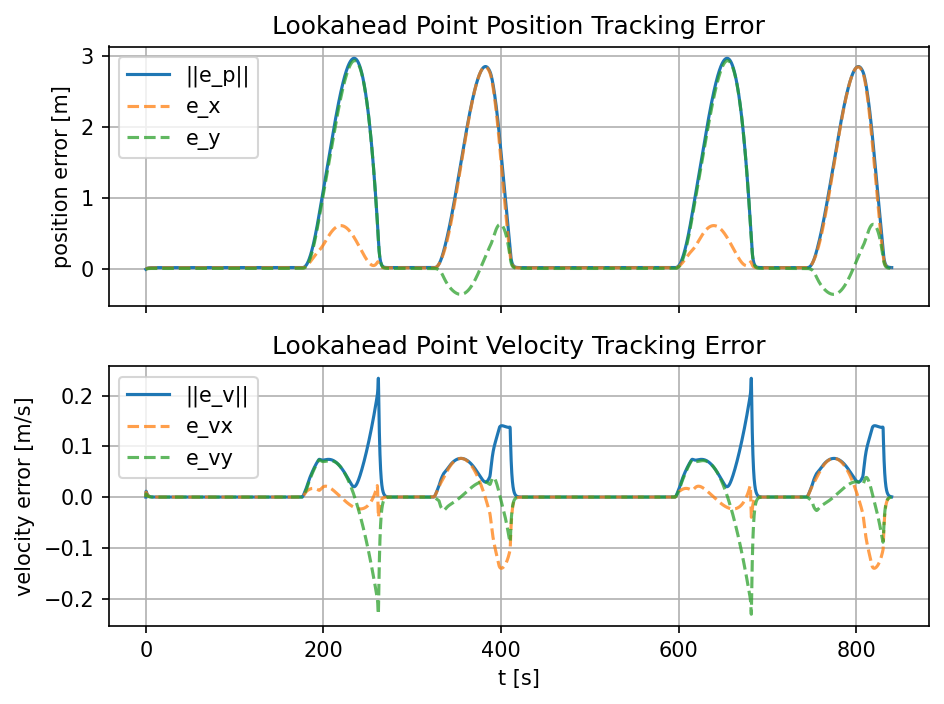 Lookahead Point Position Tracking Error
position error [m]
3
2
1
0
||e_p||
e_x
e_y
Lookahead Point Velocity Tracking Error
velocity error [m/s]
0.2
0.1
0.0
−0.1
−0.2
||e_v||
e_vx
e_vy
0 200 400 600 800
t [s]